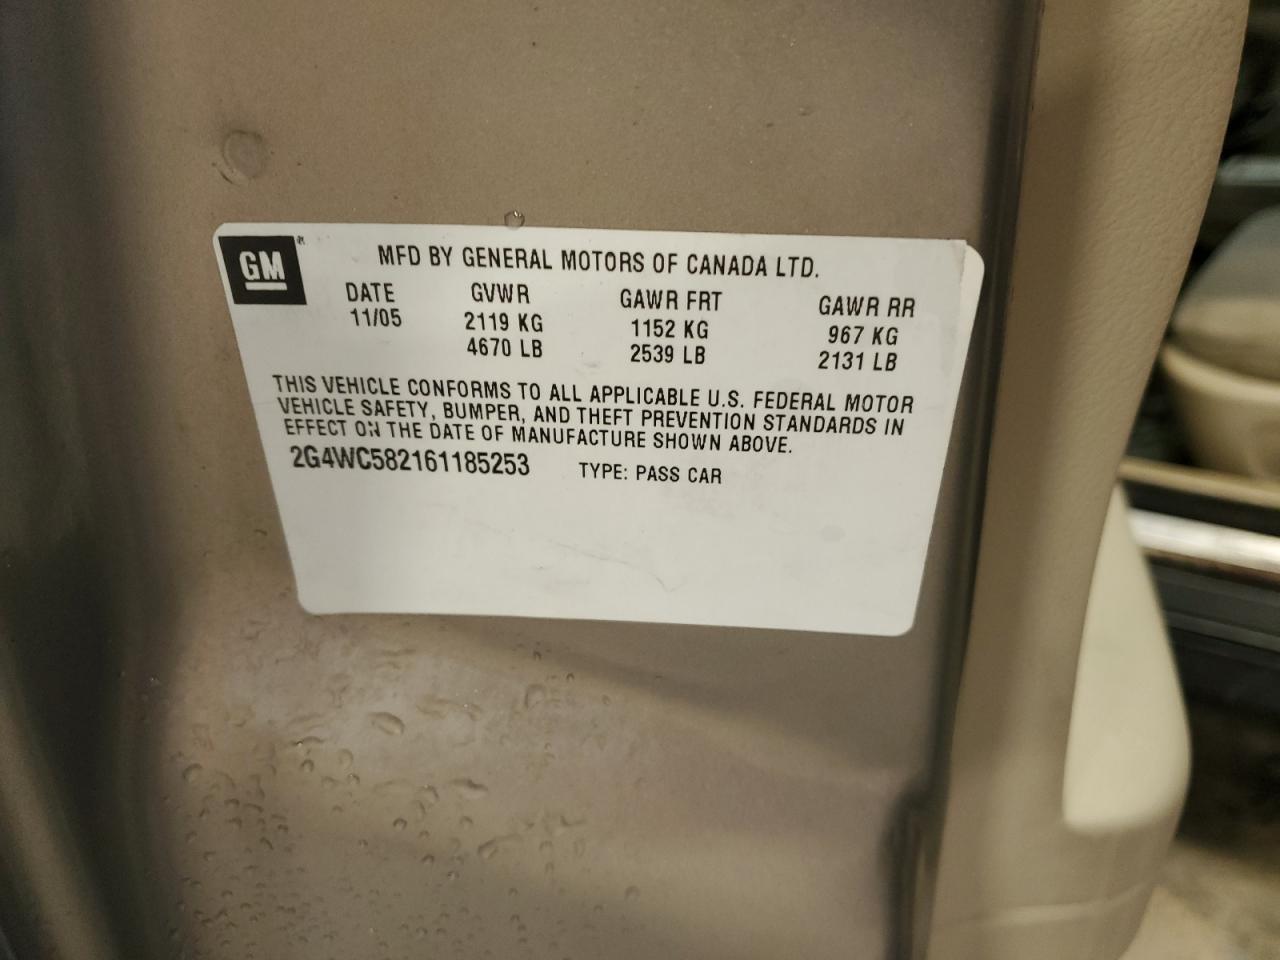 GM
MFD BY GENERAL MOTORS OF CANADA LTD.
DATE GVWR GAWR FRT GAWR RR
11/05 2119 KG 1152 KG 967 KG
4670 LB 2539 LB 2131 LB
THIS VEHICLE CONFORMS TO ALL APPLICABLE U.S. FEDERAL MOTOR
VEHICLE SAFETY, BUMPER, AND THEFT PREVENTION STANDARDS IN
EFFECT ON THE DATE OF MANUFACTURE SHOWN ABOVE.
2G4WC582161185253 TYPE: PASS CAR